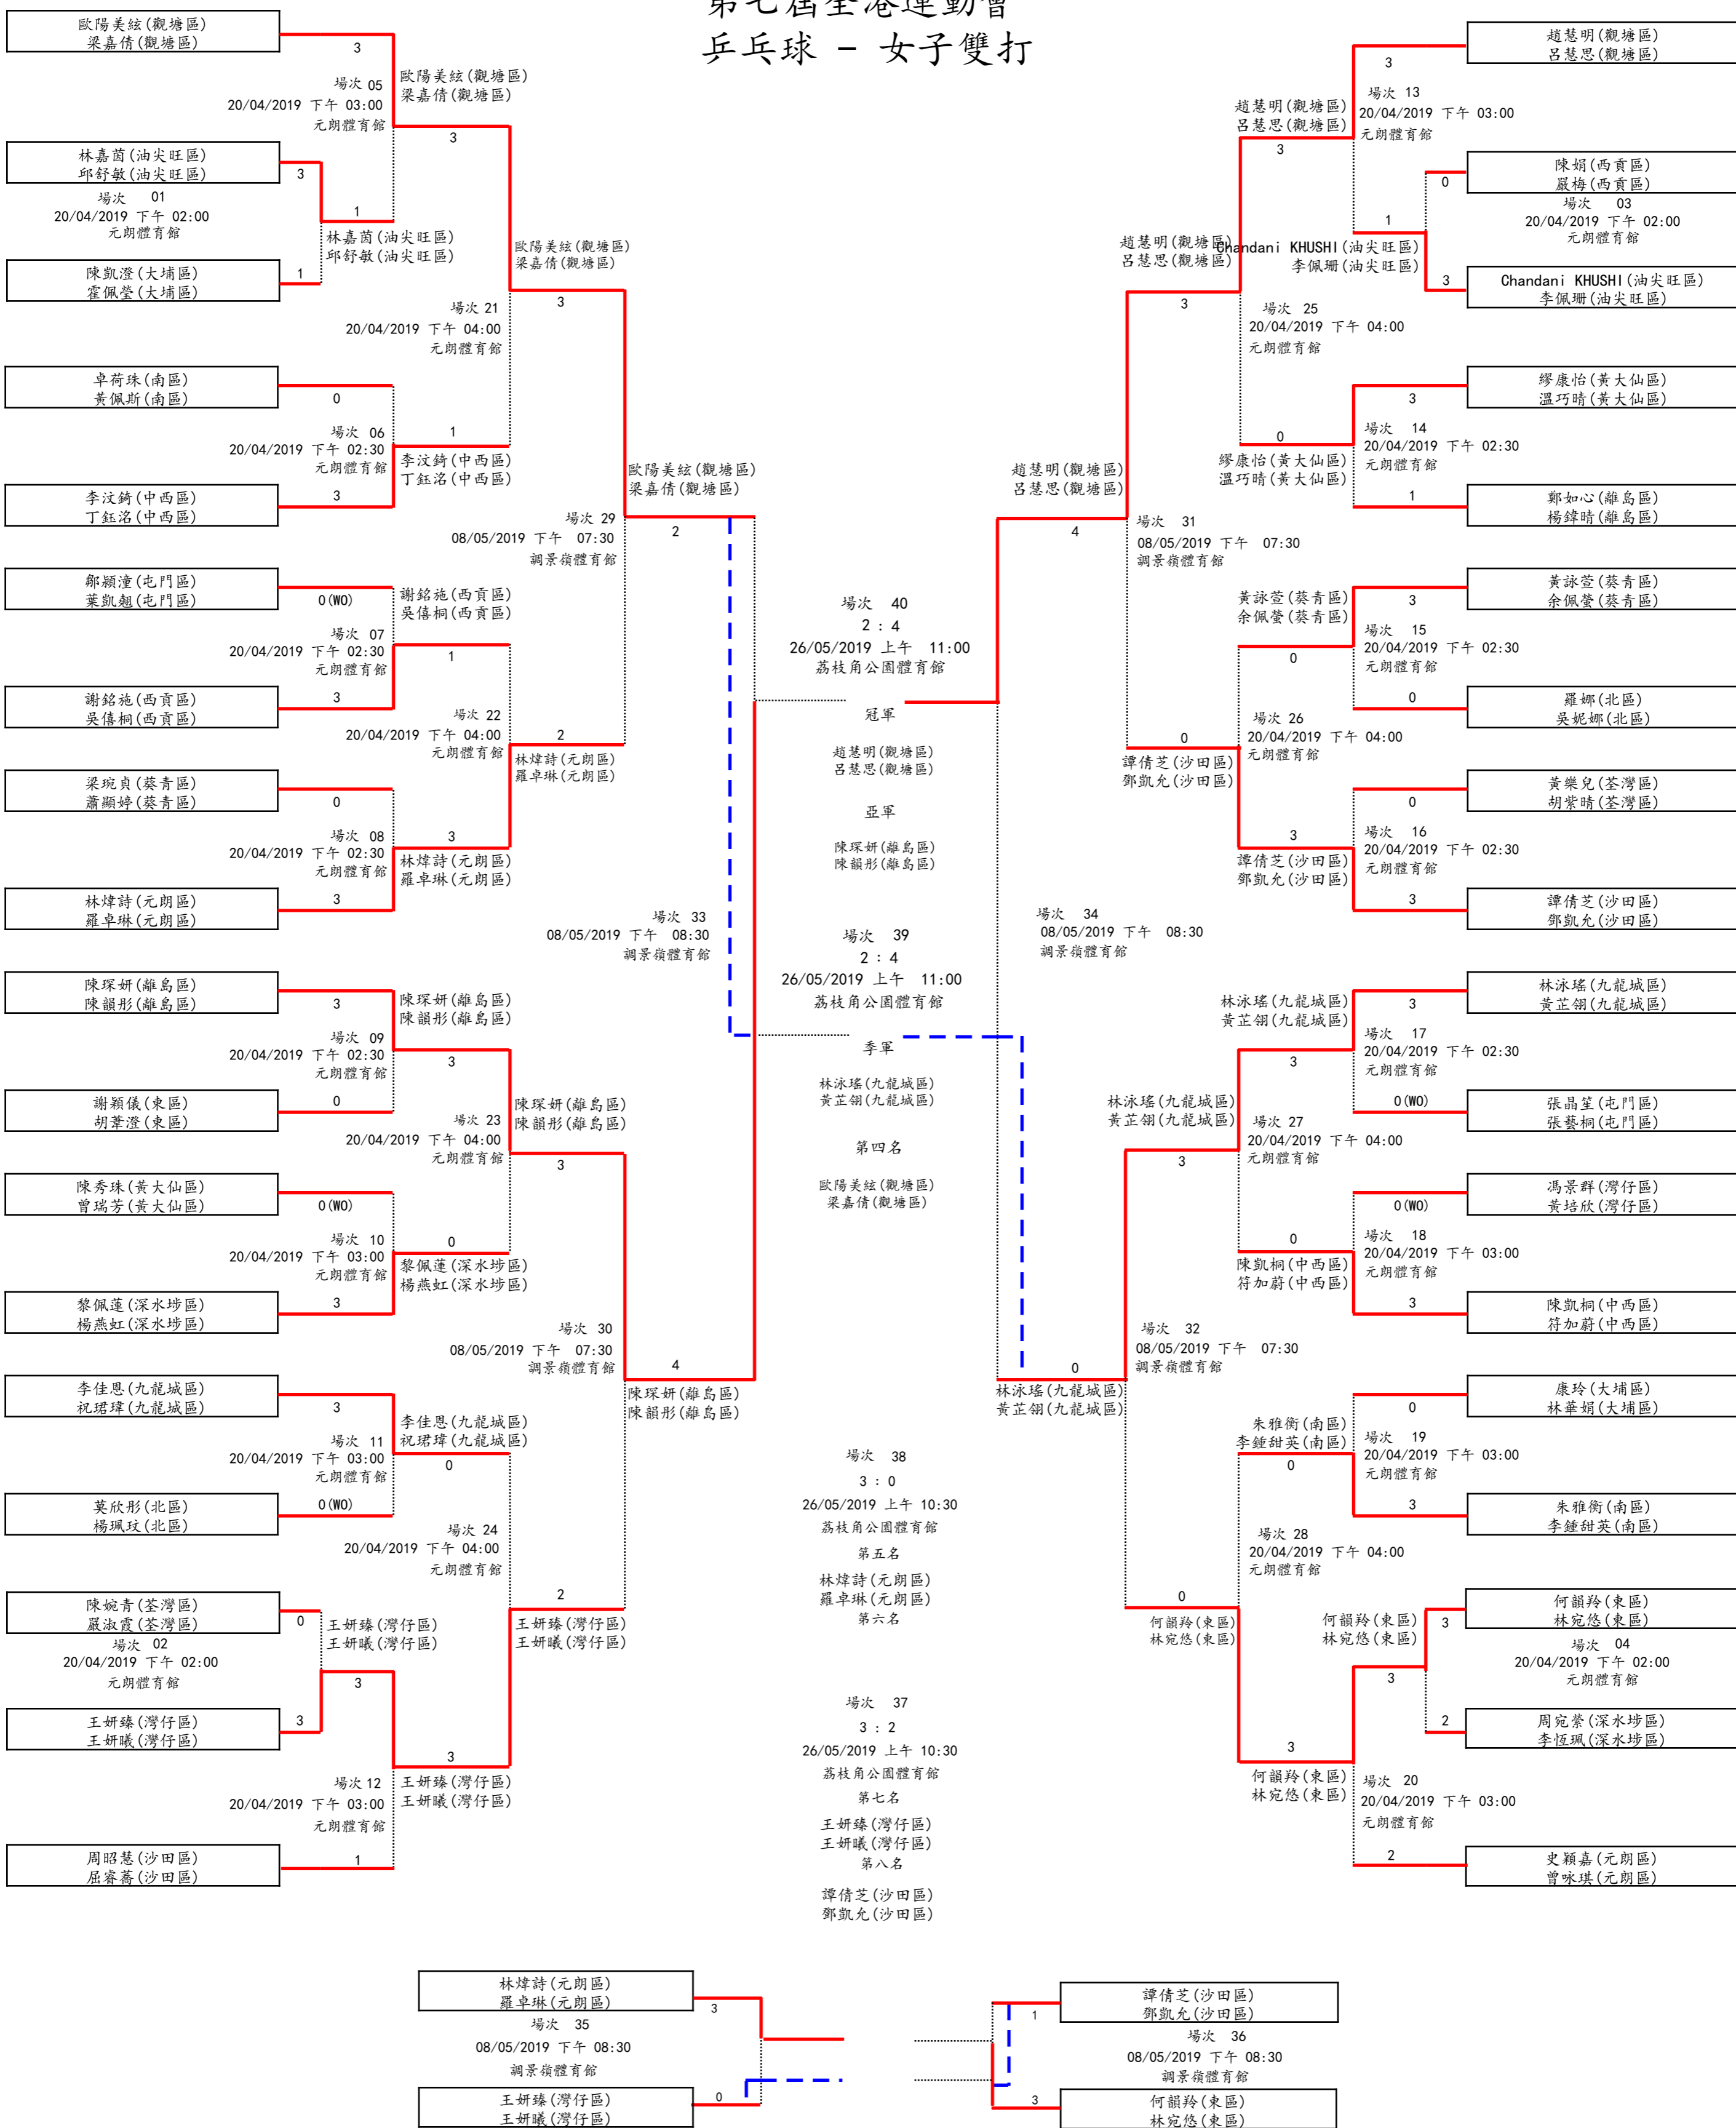 第七屆全港運動會
乒乓球 - 女子雙打
歐陽美絃(觀塘區)
梁嘉倩(觀塘區)
3
場次 05
20/04/2019 下午 03:00
元朗體育館
歐陽美絃(觀塘區)
梁嘉倩(觀塘區)
3
林嘉茵(油尖旺區)
邱舒敏(油尖旺區)
3
場次 01
20/04/2019 下午 02:00
元朗體育館
1
林嘉茵(油尖旺區)
邱舒敏(油尖旺區)
陳凱澄(大埔區)
霍佩瑩(大埔區)
1
歐陽美絃(觀塘區)
梁嘉倩(觀塘區)
3
場次 21
20/04/2019 下午 04:00
元朗體育館
卓荷珠(南區)
黃佩斯(南區)
0
場次 06
20/04/2019 下午 02:30
元朗體育館
1
李汶錡(中西區)
丁鈺洺(中西區)
李汶錡(中西區)
丁鈺洺(中西區)
3
歐陽美絃(觀塘區)
梁嘉倩(觀塘區)
2
場次 29
08/05/2019 下午 07:30
調景嶺體育館
鄒颕潼(屯門區)
葉凱翹(屯門區)
0(WO)
場次 07
20/04/2019 下午 02:30
元朗體育館
謝銘施(西貢區)
吳僖桐(西貢區)
1
謝銘施(西貢區)
吳僖桐(西貢區)
3
場次 22
20/04/2019 下午 04:00
元朗體育館
2
林煒詩(元朗區)
羅卓琳(元朗區)
梁琬貞(葵青區)
蕭顯婷(葵青區)
0
場次 08
20/04/2019 下午 02:30
元朗體育館
3
林煒詩(元朗區)
羅卓琳(元朗區)
林煒詩(元朗區)
羅卓琳(元朗區)
3
場次 33
08/05/2019 下午 08:30
調景嶺體育館
陳琛妍(離島區)
陳韻彤(離島區)
3
場次 09
20/04/2019 下午 02:30
元朗體育館
陳琛妍(離島區)
陳韻彤(離島區)
3
謝穎儀(東區)
胡葦澄(東區)
0
場次 23
20/04/2019 下午 04:00
元朗體育館
陳琛妍(離島區)
陳韻彤(離島區)
3
陳秀珠(黃大仙區)
曾瑞芳(黃大仙區)
0(WO)
場次 10
20/04/2019 下午 03:00
元朗體育館
0
黎佩蓮(深水埗區)
楊燕虹(深水埗區)
黎佩蓮(深水埗區)
楊燕虹(深水埗區)
3
場次 30
08/05/2019 下午 07:30
調景嶺體育館
4
陳琛妍(離島區)
陳韻彤(離島區)
李佳恩(九龍城區)
祝珺瑋(九龍城區)
3
場次 11
20/04/2019 下午 03:00
元朗體育館
李佳恩(九龍城區)
祝珺瑋(九龍城區)
0
莫欣彤(北區)
楊珮玟(北區)
0(WO)
場次 24
20/04/2019 下午 04:00
元朗體育館
2
王妍臻(灣仔區)
王妍曦(灣仔區)
陳婉青(荃灣區)
嚴淑霞(荃灣區)
0
場次 02
20/04/2019 下午 02:00
元朗體育館
王妍臻(灣仔區)
王妍曦(灣仔區)
3
王妍臻(灣仔區)
王妍曦(灣仔區)
3
3
王妍臻(灣仔區)
王妍曦(灣仔區)
場次 12
20/04/2019 下午 03:00
元朗體育館
周昭慧(沙田區)
屈睿蕎(沙田區)
1
場次 40
2 : 4
26/05/2019 上午 11:00
荔枝角公園體育館
冠軍
趙慧明(觀塘區)
呂慧思(觀塘區)
亞軍
陳琛妍(離島區)
陳韻彤(離島區)
場次 39
2 : 4
26/05/2019 上午 11:00
荔枝角公園體育館
季軍
林泳瑤(九龍城區)
黃芷翎(九龍城區)
第四名
歐陽美絃(觀塘區)
梁嘉倩(觀塘區)
場次 38
3 : 0
26/05/2019 上午 10:30
荔枝角公園體育館
第五名
林煒詩(元朗區)
羅卓琳(元朗區)
第六名
何韻羚(東區)
林宛悠(東區)
場次 37
3 : 2
26/05/2019 上午 10:30
荔枝角公園體育館
第七名
王妍臻(灣仔區)
王妍曦(灣仔區)
第八名
譚倩芝(沙田區)
鄧凱允(沙田區)
趙慧明(觀塘區)
呂慧思(觀塘區)
3
場次 13
20/04/2019 下午 03:00
元朗體育館
趙慧明(觀塘區)
呂慧思(觀塘區)
3
陳娟(西貢區)
嚴梅(西貢區)
0
場次 03
20/04/2019 下午 02:00
元朗體育館
1
Chandani KHUSHI(油尖旺區)
李佩珊(油尖旺區)
Chandani KHUSHI(油尖旺區)
李佩珊(油尖旺區)
3
趙慧明(觀塘區)
呂慧思(觀塘區)
3
場次 25
20/04/2019 下午 04:00
元朗體育館
繆康怡(黃大仙區)
溫巧晴(黃大仙區)
3
場次 14
20/04/2019 下午 02:30
元朗體育館
0
繆康怡(黃大仙區)
溫巧晴(黃大仙區)
鄭如心(離島區)
楊鍏晴(離島區)
1
趙慧明(觀塘區)
呂慧思(觀塘區)
4
場次 31
08/05/2019 下午 07:30
調景嶺體育館
黃詠萱(葵青區)
余佩螢(葵青區)
3
場次 15
20/04/2019 下午 02:30
元朗體育館
黃詠萱(葵青區)
余佩螢(葵青區)
0
羅娜(北區)
吳妮娜(北區)
0
場次 26
20/04/2019 下午 04:00
元朗體育館
0
譚倩芝(沙田區)
鄧凱允(沙田區)
黃樂兒(荃灣區)
胡紫晴(荃灣區)
0
場次 16
20/04/2019 下午 02:30
元朗體育館
3
譚倩芝(沙田區)
鄧凱允(沙田區)
譚倩芝(沙田區)
鄧凱允(沙田區)
3
場次 34
08/05/2019 下午 08:30
調景嶺體育館
林泳瑤(九龍城區)
黃芷翎(九龍城區)
3
場次 17
20/04/2019 下午 02:30
元朗體育館
林泳瑤(九龍城區)
黃芷翎(九龍城區)
3
張晶笙(屯門區)
張藝桐(屯門區)
0(WO)
林泳瑤(九龍城區)
黃芷翎(九龍城區)
3
場次 27
20/04/2019 下午 04:00
元朗體育館
馮景群(灣仔區)
黃培欣(灣仔區)
0(WO)
場次 18
20/04/2019 下午 03:00
元朗體育館
0
陳凱桐(中西區)
符加蔚(中西區)
陳凱桐(中西區)
符加蔚(中西區)
3
場次 32
08/05/2019 下午 07:30
調景嶺體育館
0
林泳瑤(九龍城區)
黃芷翎(九龍城區)
康玲(大埔區)
林華娟(大埔區)
0
場次 19
20/04/2019 下午 03:00
元朗體育館
朱雅衡(南區)
李鍾甜英(南區)
0
朱雅衡(南區)
李鍾甜英(南區)
3
場次 28
20/04/2019 下午 04:00
元朗體育館
0
何韻羚(東區)
林宛悠(東區)
何韻羚(東區)
林宛悠(東區)
3
場次 04
20/04/2019 下午 02:00
元朗體育館
何韻羚(東區)
林宛悠(東區)
3
周宛縈(深水埗區)
李恆珮(深水埗區)
2
3
何韻羚(東區)
林宛悠(東區)
場次 20
20/04/2019 下午 03:00
元朗體育館
史穎嘉(元朗區)
曾咏琪(元朗區)
2
林煒詩(元朗區)
羅卓琳(元朗區)
3
場次 35
08/05/2019 下午 08:30
調景嶺體育館
王妍臻(灣仔區)
王妍曦(灣仔區)
0
譚倩芝(沙田區)
鄧凱允(沙田區)
1
場次 36
08/05/2019 下午 08:30
調景嶺體育館
何韻羚(東區)
林宛悠(東區)
3